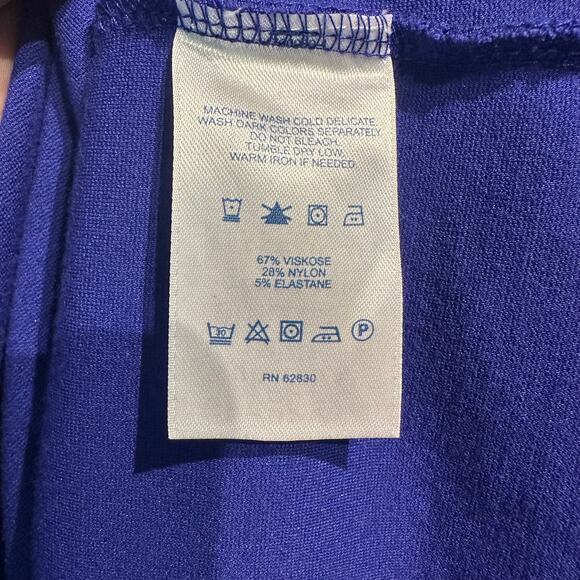 MACHINE WASH COLD DELICATE.
WASH DARK COLORS SEPARATELY
DO NOT BLEACH.
TUMBLE DRY LOW.
WARM IRON IF NEEDED.
67% VISKOSE
28% NYLON
5% ELASTANE
30 P
RN 62830